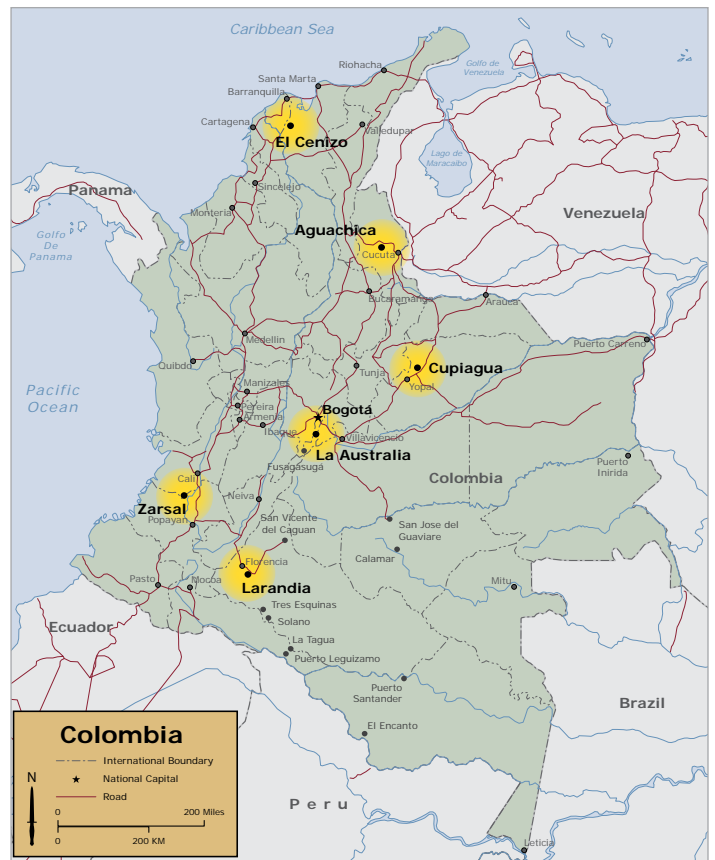 Caribbean Sea
Riohacha
Golfo de
Venezuela
Santa Marta
Barranquilla
Cartagena
Valledupar
El Cenizo
Lago de
Maracaibo
Panama
Sincelejo
Monteria
Venezuela
Golfo
De
Panama
Aguachica
Cucuta
Bucaramanga
Arauca
Medellin
Puerto Carreno
Quibdo
Tunja
Cupiagua
Yopal
Pacific
Ocean
Manizales
Pereira
Armenia
Bogotá
Ibague
Villavicencio
La Australia
Fusagasugá
Puerto
Inirida
Cali
Colombia
Zarsal
Neiva
Popayan
San Vicente
del Caguan
San Jose del
Guaviare
Calamar
Florencia
Larandia
Pasto
Mocoa
Mitu
Tres Esquinas
Solano
Ecuador
La Tagua
Puerto Leguizamo
Puerto
Santander
Brazil
El Encanto
Peru
Leticia
Colombia
International Boundary
National Capital
Road
N
0 200 Miles
0 200 KM